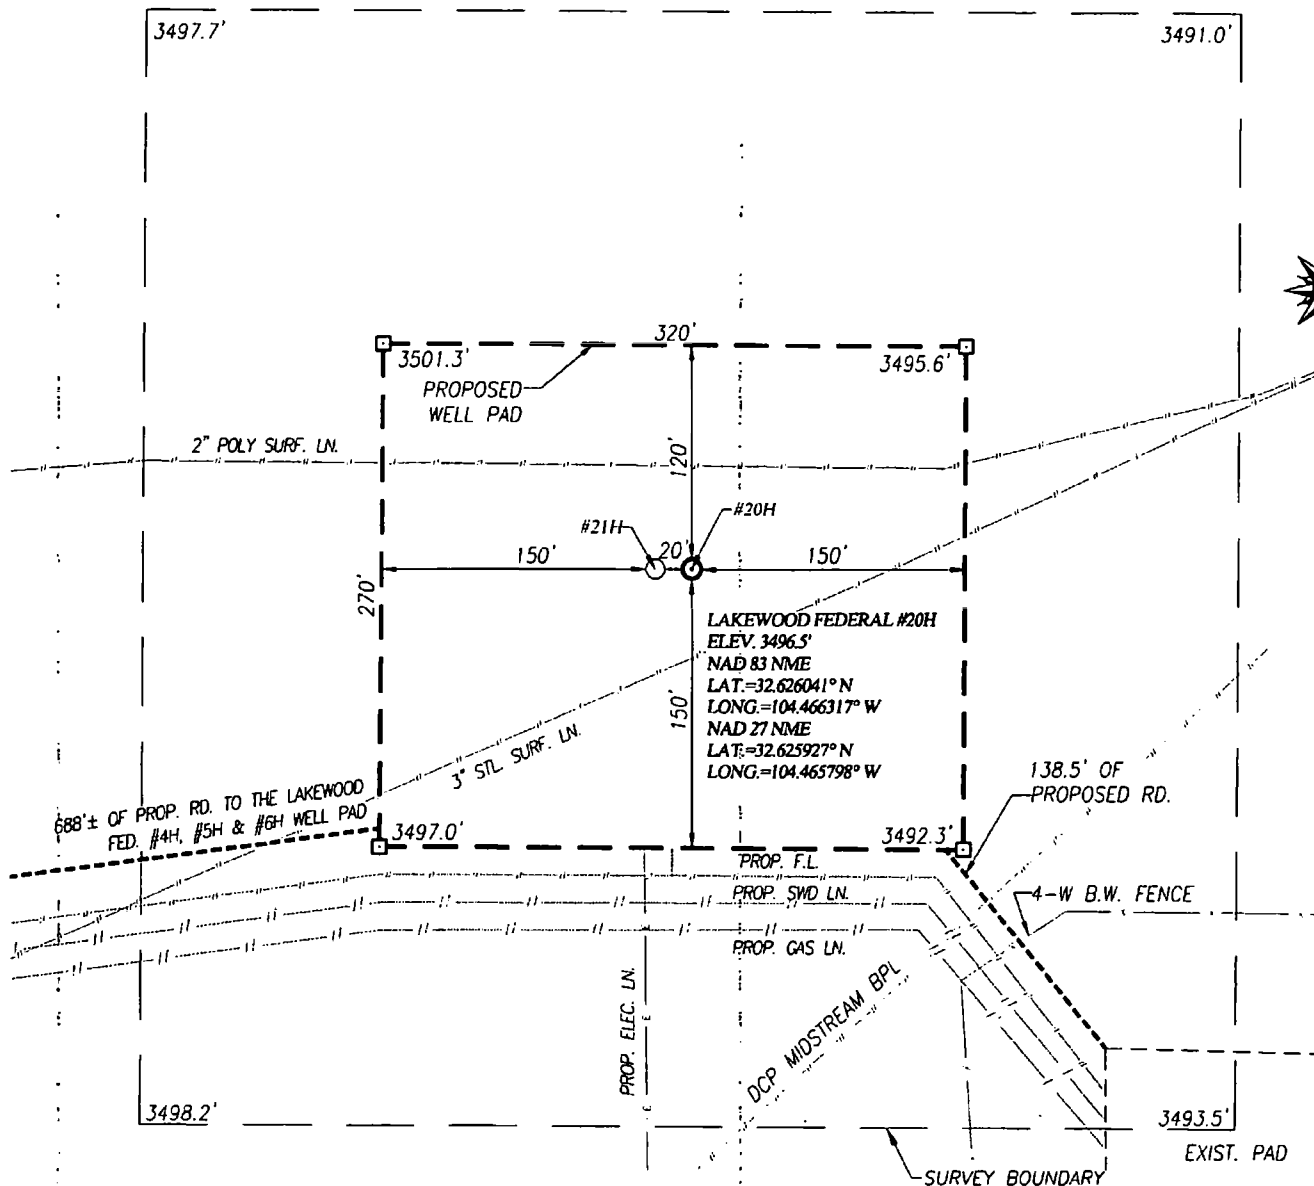 3497.7'
3491.0'
320'
3501.3'
3495.6'
PROPOSED
WELL PAD
2" POLY SURF. LN.
120'
#21H
#20H
150'
20'
150'
270'
LAKEWOOD FEDERAL #20H
ELEV. 3496.5'
NAD 83 NME
LAT.=32.626041° N
LONG.=104.466317° W
NAD 27 NME
LAT.=32.625927° N
LONG.=104.465798° W
150'
3" STL. SURF. LN.
138.5' OF
PROPOSED RD.
688'± OF PROP. RD. TO THE LAKEWOOD
FED. #4H, #5H & #6H WELL PAD
3497.0'
3492.3'
PROP. F.L.
PROP. SWD LN.
4-W B.W. FENCE
PROP. GAS LN.
PROP. ELEC. LN.
E
E
E
DCP MIDSTREAM BPL
3498.2'
3493.5'
EXIST. PAD
SURVEY BOUNDARY